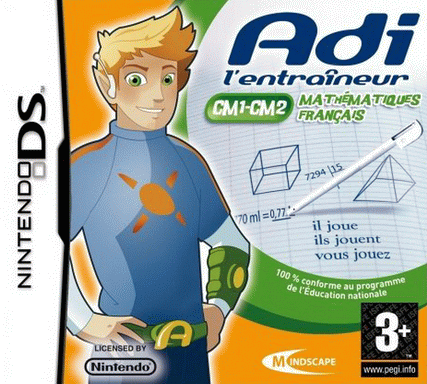 NINTENDO DS™
Adi
l'entraîneur
CM1-CM2
MATHÉMATIQUES
FRANÇAIS
7294 15
70 ml = 0,77
il joue
ils jouent
vous jouez
100 % conforme au programme
de l'Éducation nationale
A
LICENSED BY
Nintendo
MINDSCAPE
3+
www.pegi.info